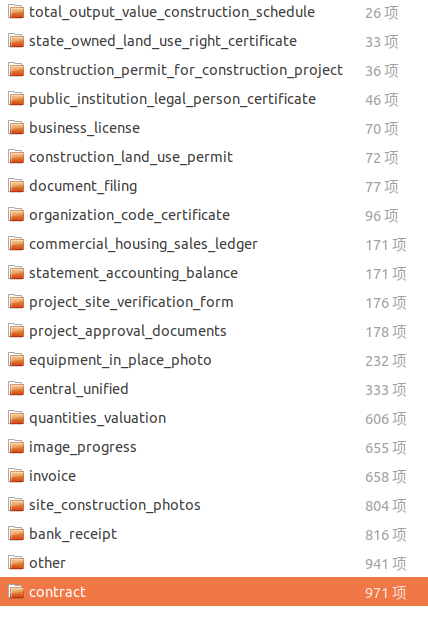 total_output_value_construction_schedule 26 项
state_owned_land_use_right_certificate 33 项
construction_permit_for_construction_project 36 项
public_institution_legal_person_certificate 46 项
business_license 70 项
construction_land_use_permit 72 项
document_filing 77 项
organization_code_certificate 96 项
commercial_housing_sales_ledger 171 项
statement_accounting_balance 171 项
project_site_verification_form 176 项
project_approval_documents 178 项
equipment_in_place_photo 232 项
central_unified 333 项
quantities_valuation 606 项
image_progress 655 项
invoice 658 项
site_construction_photos 804 项
bank_receipt 816 项
other 941 项
contract 971 项